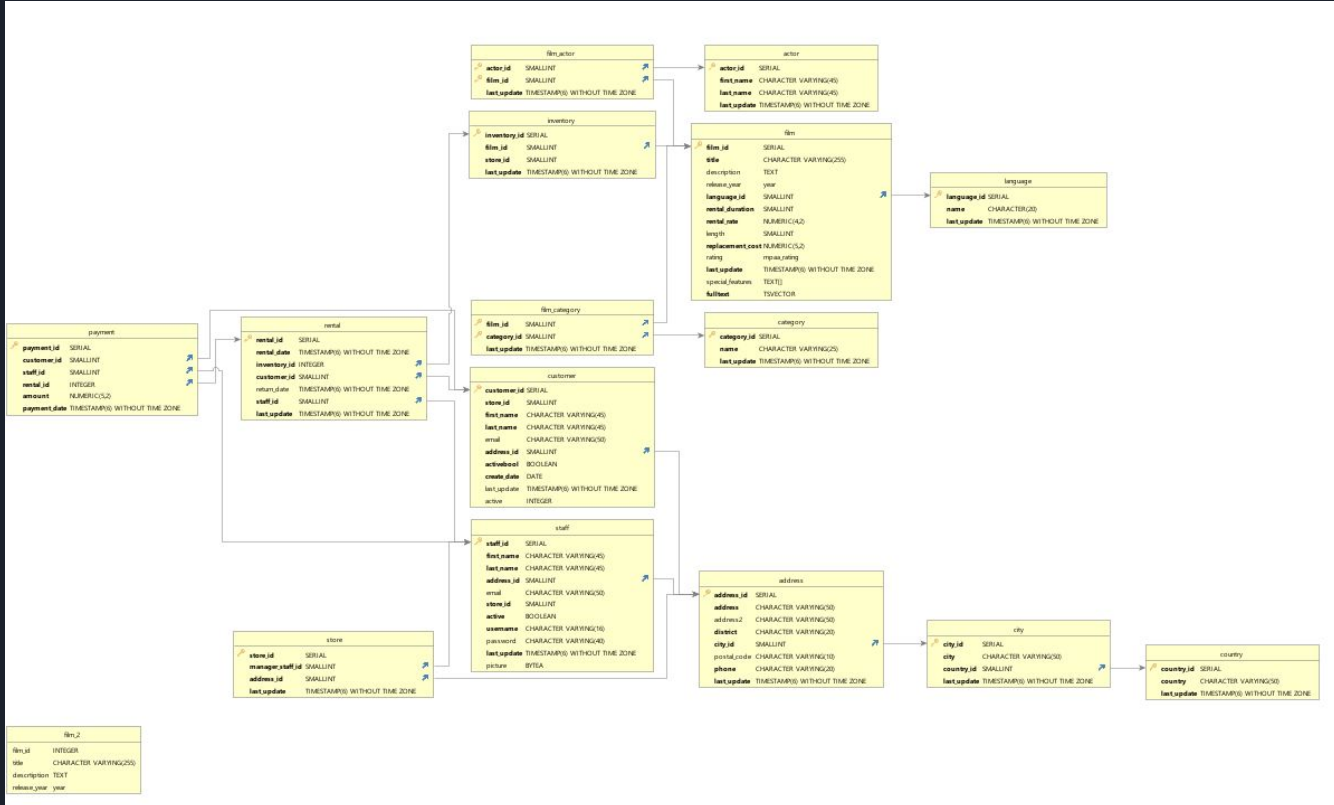 film_actor
actor_id SMALLINT
film_id SMALLINT
last_update TIMESTAMP(6) WITHOUT TIME ZONE
actor
actor_id SERIAL
first_name CHARACTER VARYING(45)
last_name CHARACTER VARYING(45)
last_update TIMESTAMP(6) WITHOUT TIME ZONE
inventory
inventory_id SERIAL
film_id SMALLINT
store_id SMALLINT
last_update TIMESTAMP(6) WITHOUT TIME ZONE
film
film_id SERIAL
title CHARACTER VARYING(255)
description TEXT
release_year year
language_id SMALLINT
rental_duration SMALLINT
rental_rate NUMERIC(4,2)
length SMALLINT
replacement_cost NUMERIC(5,2)
rating mpaa_rating
last_update TIMESTAMP(6) WITHOUT TIME ZONE
special_features TEXT[]
fulltext TSVECTOR
language
language_id SERIAL
name CHARACTER(20)
last_update TIMESTAMP(6) WITHOUT TIME ZONE
film_category
film_id SMALLINT
category_id SMALLINT
last_update TIMESTAMP(6) WITHOUT TIME ZONE
category
category_id SERIAL
name CHARACTER VARYING(25)
last_update TIMESTAMP(6) WITHOUT TIME ZONE
payment
payment_id SERIAL
customer_id SMALLINT
staff_id SMALLINT
rental_id INTEGER
amount NUMERIC(5,2)
payment_date TIMESTAMP(6) WITHOUT TIME ZONE
rental
rental_id SERIAL
rental_date TIMESTAMP(6) WITHOUT TIME ZONE
inventory_id INTEGER
customer_id SMALLINT
return_date TIMESTAMP(6) WITHOUT TIME ZONE
staff_id SMALLINT
last_update TIMESTAMP(6) WITHOUT TIME ZONE
customer
customer_id SERIAL
store_id SMALLINT
first_name CHARACTER VARYING(45)
last_name CHARACTER VARYING(45)
email CHARACTER VARYING(50)
address_id SMALLINT
activebool BOOLEAN
create_date DATE
last_update TIMESTAMP(6) WITHOUT TIME ZONE
active INTEGER
staff
staff_id SERIAL
first_name CHARACTER VARYING(45)
last_name CHARACTER VARYING(45)
address_id SMALLINT
email CHARACTER VARYING(50)
store_id SMALLINT
active BOOLEAN
username CHARACTER VARYING(16)
password CHARACTER VARYING(40)
last_update TIMESTAMP(6) WITHOUT TIME ZONE
picture BYTEA
store
store_id SERIAL
manager_staff_id SMALLINT
address_id SMALLINT
last_update TIMESTAMP(6) WITHOUT TIME ZONE
address
address_id SERIAL
address CHARACTER VARYING(50)
address2 CHARACTER VARYING(50)
district CHARACTER VARYING(20)
city_id SMALLINT
postal_code CHARACTER VARYING(10)
phone CHARACTER VARYING(20)
last_update TIMESTAMP(6) WITHOUT TIME ZONE
city
city_id SERIAL
city CHARACTER VARYING(50)
country_id SMALLINT
last_update TIMESTAMP(6) WITHOUT TIME ZONE
country
country_id SERIAL
country CHARACTER VARYING(50)
last_update TIMESTAMP(6) WITHOUT TIME ZONE
film_2
film_id INTEGER
title CHARACTER VARYING(255)
description TEXT
release_year year